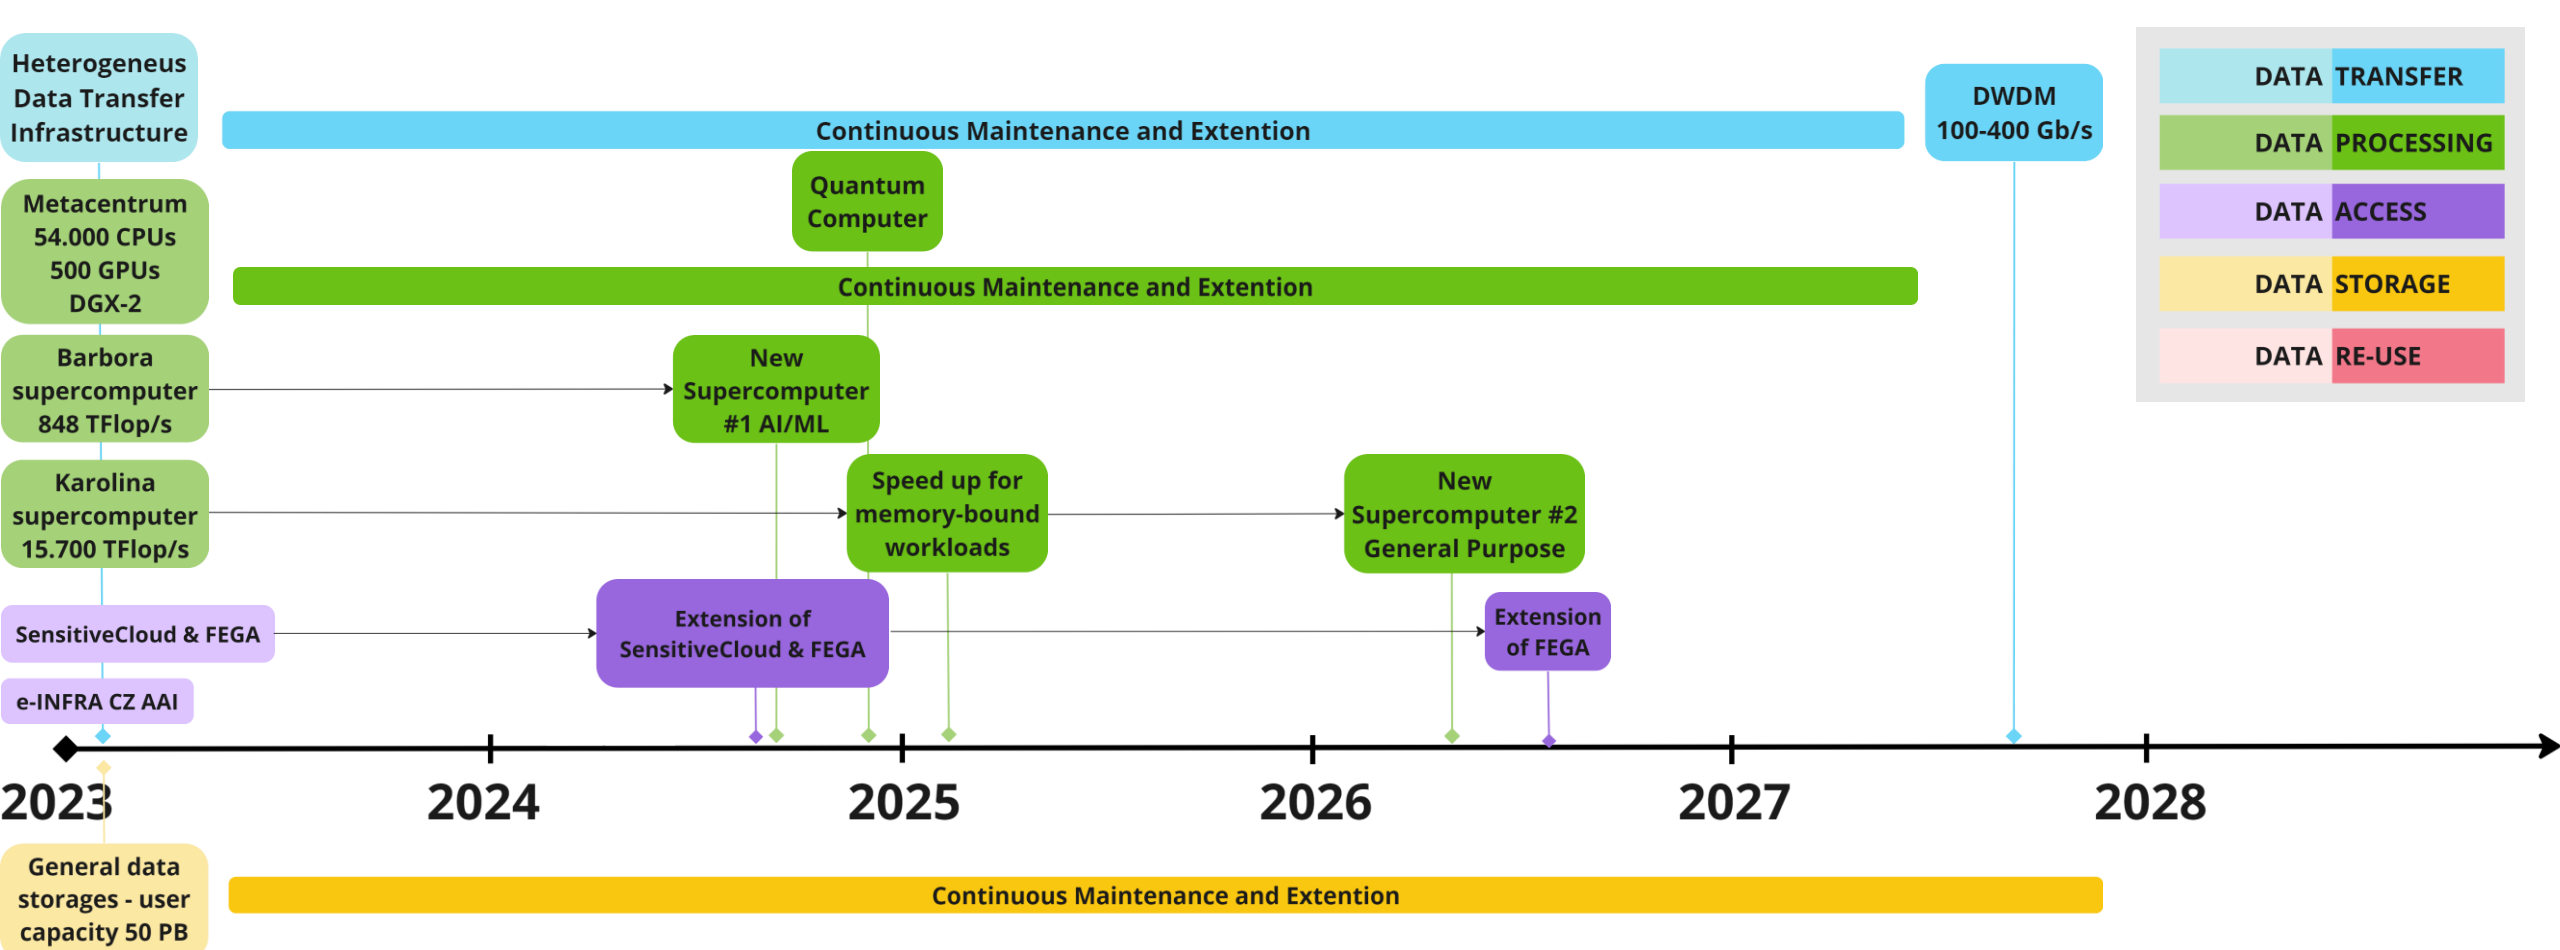 Heterogeneus
Data Transfer
Infrastructure
Continuous Maintenance and Extention
DWDM
100-400 Gb/s
DATA TRANSFER
DATA PROCESSING
DATA ACCESS
DATA STORAGE
DATA RE-USE
Metacentrum
54.000 CPUs
500 GPUs
DGX-2
Quantum
Computer
Continuous Maintenance and Extention
Barbora
supercomputer
848 TFlop/s
New
Supercomputer
#1 AI/ML
Karolina
supercomputer
15.700 TFlop/s
Speed up for
memory-bound
workloads
New
Supercomputer #2
General Purpose
SensitiveCloud & FEGA
Extension of
SensitiveCloud & FEGA
Extension
of FEGA
e-INFRA CZ AAI
2023
2024
2025
2026
2027
2028
General data
storages - user
capacity 50 PB
Continuous Maintenance and Extention